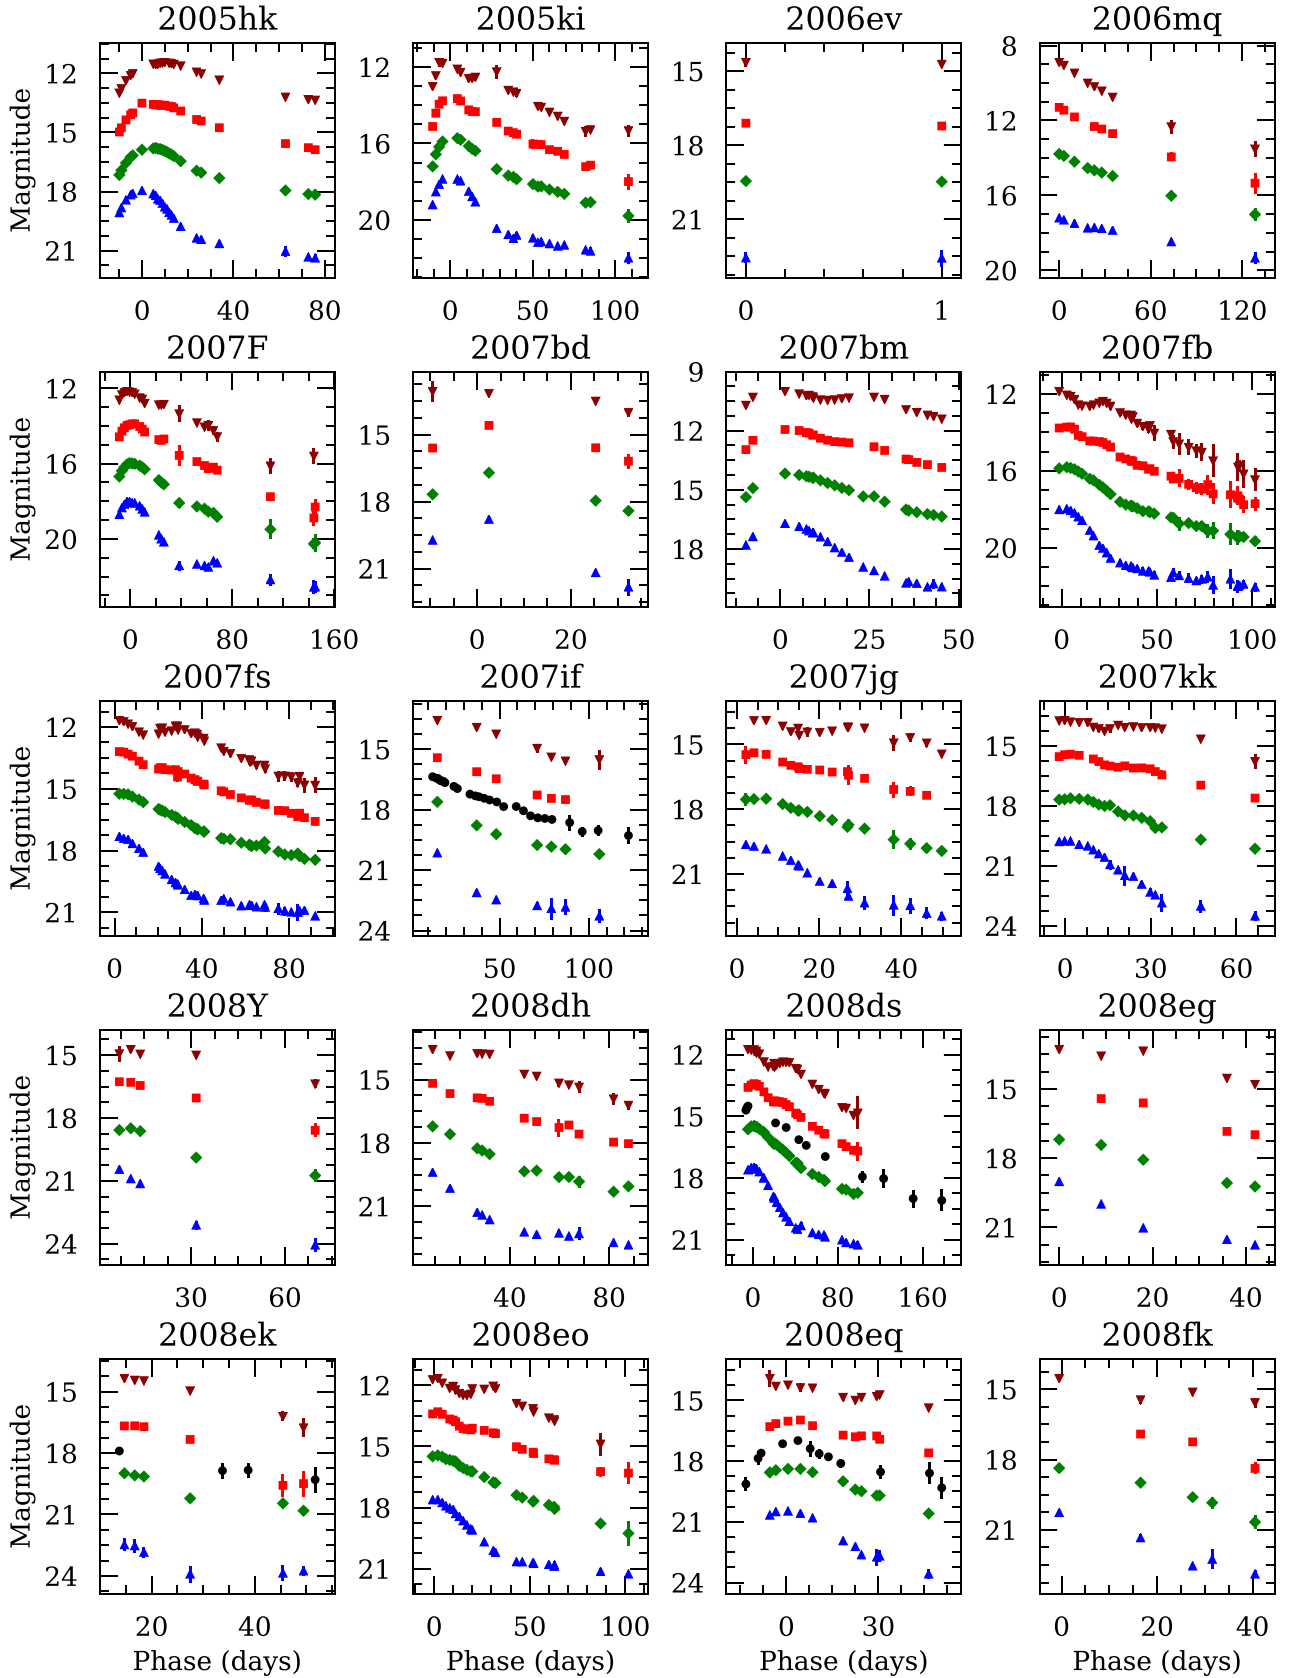 2005hk 2005ki 2006ev 2006mq
Magnitude 12 15 18 21 12 16 20 15 18 21 8 12 16 20
0 40 80 0 50 100 0 1 0 60 120
2007F 2007bd 2007bm 2007fb
Magnitude 12 16 20 15 18 21 9 12 15 18 12 16 20
0 80 160 0 20 0 25 50 0 50 100
2007fs 2007if 2007jg 2007kk
Magnitude 12 15 18 21 15 18 21 24 15 18 21 15 18 21 24
0 40 80 50 100 0 20 40 0 30 60
2008Y 2008dh 2008ds 2008eg
Magnitude 15 18 21 24 15 18 21 12 15 18 21 15 18 21
30 60 40 80 0 80 160 0 20 40
2008ek 2008eo 2008eq 2008fk
Magnitude 15 18 21 24 12 15 18 21 15 18 21 24 15 18 21
20 40 0 50 100 0 30 0 20 40
Phase (days) Phase (days) Phase (days) Phase (days)